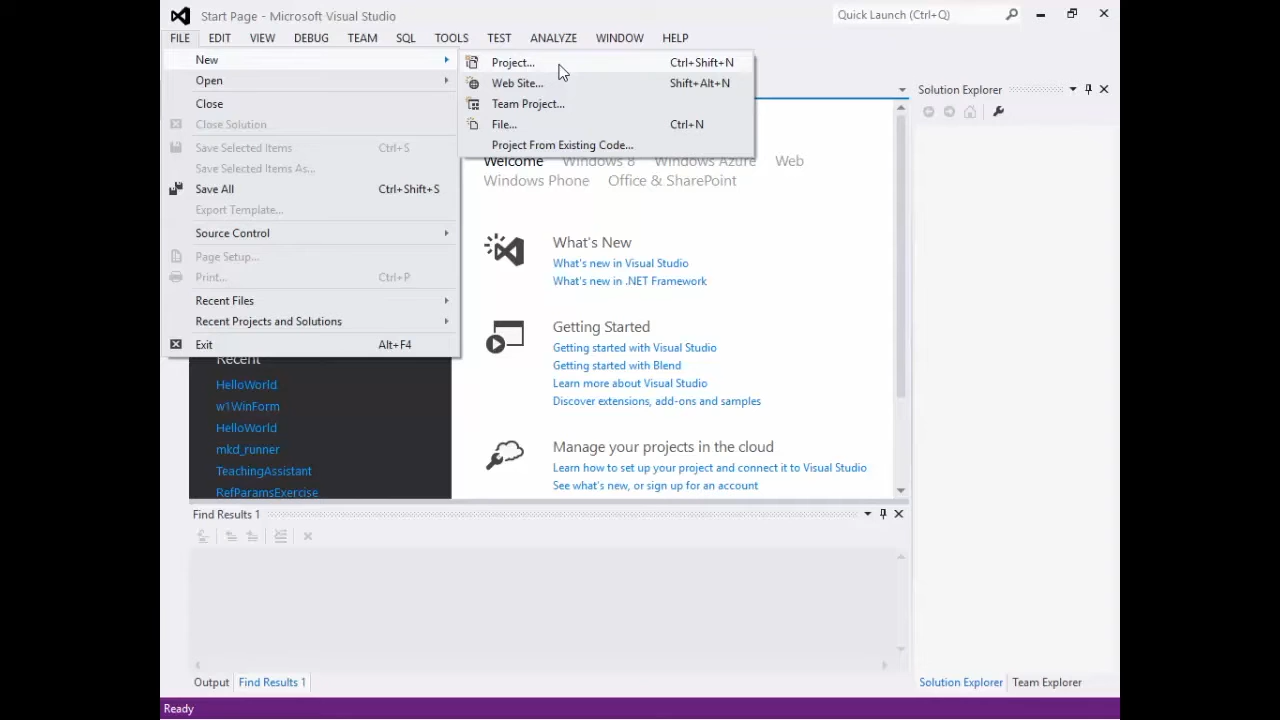 Start Page - Microsoft Visual Studio
Quick Launch (Ctrl+Q)
FILE EDIT VIEW DEBUG TEAM SQL TOOLS TEST ANALYZE WINDOW HELP
New
Open
Close
Close Solution
Save Selected Items Ctrl+S
Save Selected Items As...
Save All Ctrl+Shift+S
Export Template...
Source Control
Page Setup...
Print... Ctrl+P
Recent Files
Recent Projects and Solutions
Exit Alt+F4
Project... Ctrl+Shift+N
Web Site... Shift+Alt+N
Team Project...
File... Ctrl+N
Project From Existing Code...
Welcome Windows 8 Windows Azure Web
Windows Phone Office & SharePoint
What's New
What's new in Visual Studio
What's new in .NET Framework
Getting Started
Getting started with Visual Studio
Getting started with Blend
Learn more about Visual Studio
Discover extensions, add-ons and samples
Manage your projects in the cloud
Learn how to set up your project and connect it to Visual Studio
See what's new, or sign up for an account
Recent
HelloWorld
w1WinForm
HelloWorld
mkd_runner
TeachingAssistant
RefParamsExercise
Solution Explorer
Find Results 1
Output Find Results 1
Solution Explorer Team Explorer
Ready